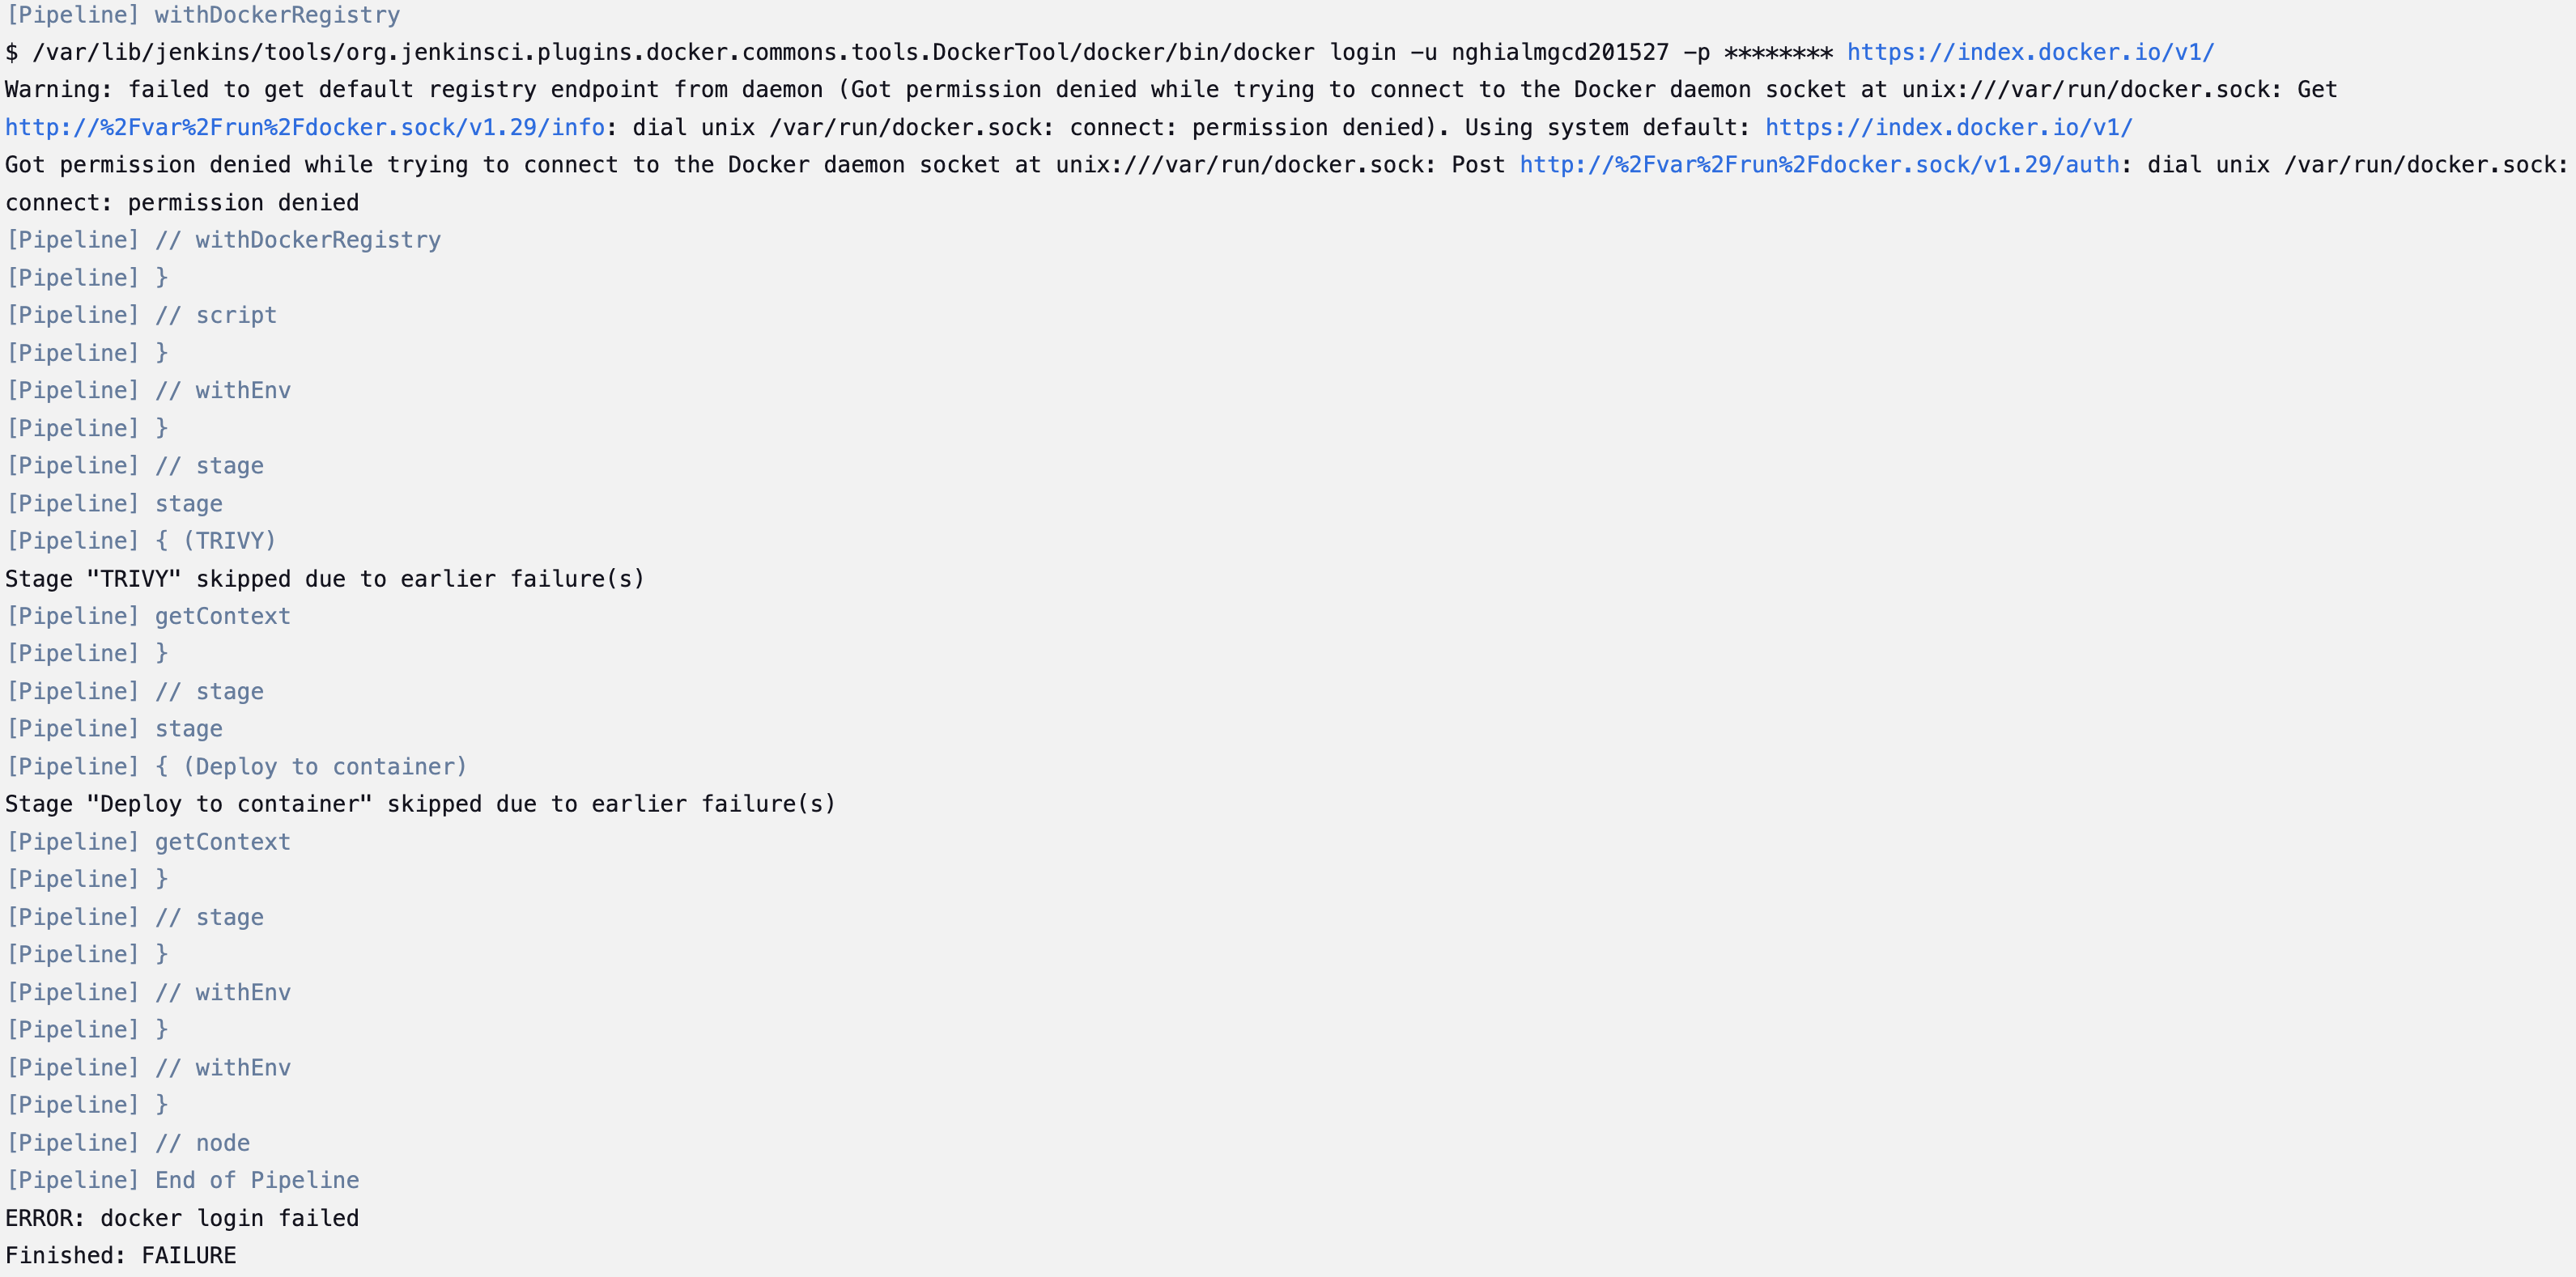 [Pipeline] withDockerRegistry
$ /var/lib/jenkins/tools/org.jenkinsci.plugins.docker.commons.tools.DockerTool/docker/bin/docker login -u nghialmgcd201527 -p ******** https://index.docker.io/v1/
Warning: failed to get default registry endpoint from daemon (Got permission denied while trying to connect to the Docker daemon socket at unix:///var/run/docker.sock: Get
http://%2Fvar%2Frun%2Fdocker.sock/v1.29/info: dial unix /var/run/docker.sock: connect: permission denied). Using system default: https://index.docker.io/v1/
Got permission denied while trying to connect to the Docker daemon socket at unix:///var/run/docker.sock: Post http://%2Fvar%2Frun%2Fdocker.sock/v1.29/auth: dial unix /var/run/docker.sock:
connect: permission denied
[Pipeline] // withDockerRegistry
[Pipeline] }
[Pipeline] // script
[Pipeline] }
[Pipeline] // withEnv
[Pipeline] }
[Pipeline] // stage
[Pipeline] stage
[Pipeline] { (TRIVY)
Stage "TRIVY" skipped due to earlier failure(s)
[Pipeline] getContext
[Pipeline] }
[Pipeline] // stage
[Pipeline] stage
[Pipeline] { (Deploy to container)
Stage "Deploy to container" skipped due to earlier failure(s)
[Pipeline] getContext
[Pipeline] }
[Pipeline] // stage
[Pipeline] }
[Pipeline] // withEnv
[Pipeline] }
[Pipeline] // withEnv
[Pipeline] }
[Pipeline] // node
[Pipeline] End of Pipeline
ERROR: docker login failed
Finished: FAILURE